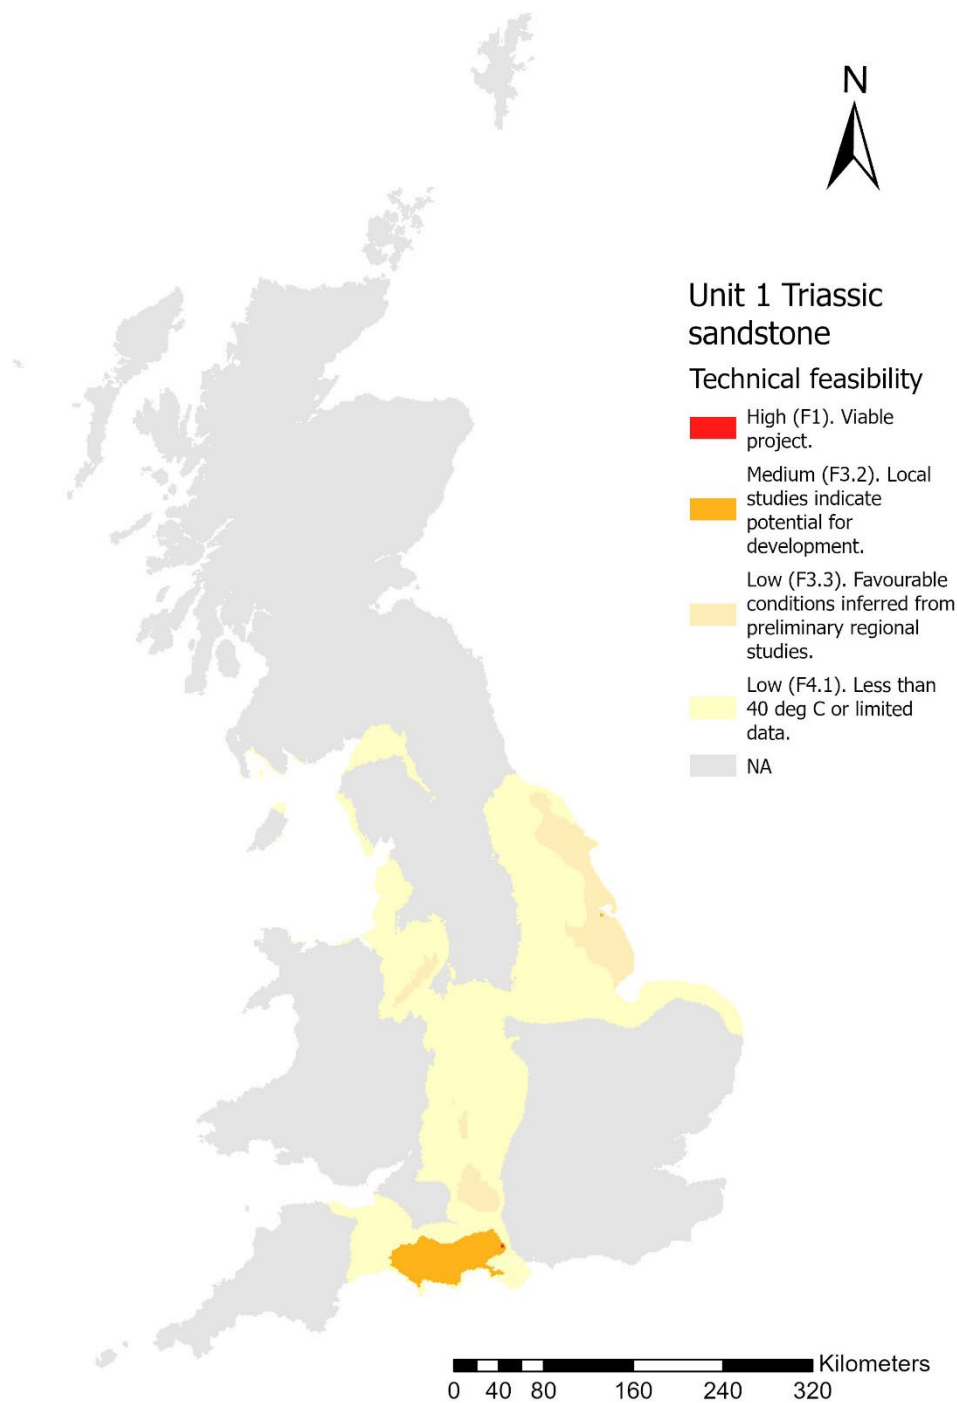 N
Unit 1 Triassic
sandstone
Technical feasibility
High (F1). Viable
project.
Medium (F3.2). Local
studies indicate
potential for
development.
Low (F3.3). Favourable
conditions inferred from
preliminary regional
studies.
Low (F4.1). Less than
40 deg C or limited
data.
NA
Kilometers
0 40 80 160 240 320